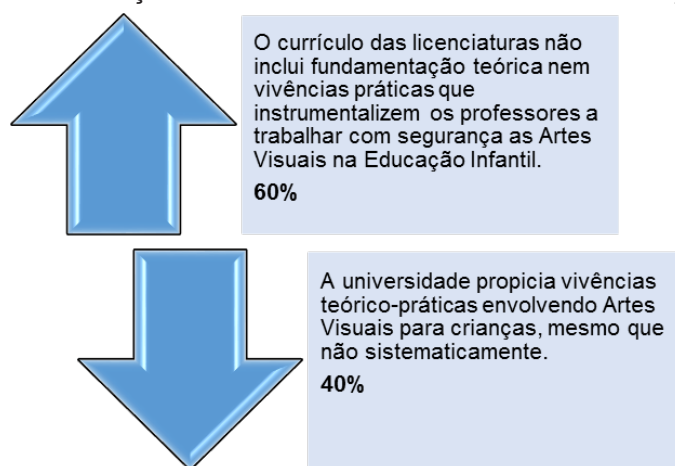 O currículo das licenciaturas não
inclui fundamentação teórica nem
vivências práticas que
instrumentalizem os professores a
trabalhar com segurança as Artes
Visuais na Educação Infantil.
60%
A universidade propicia vivências
teórico-práticas envolvendo Artes
Visuais para crianças, mesmo que
não sistematicamente.
40%